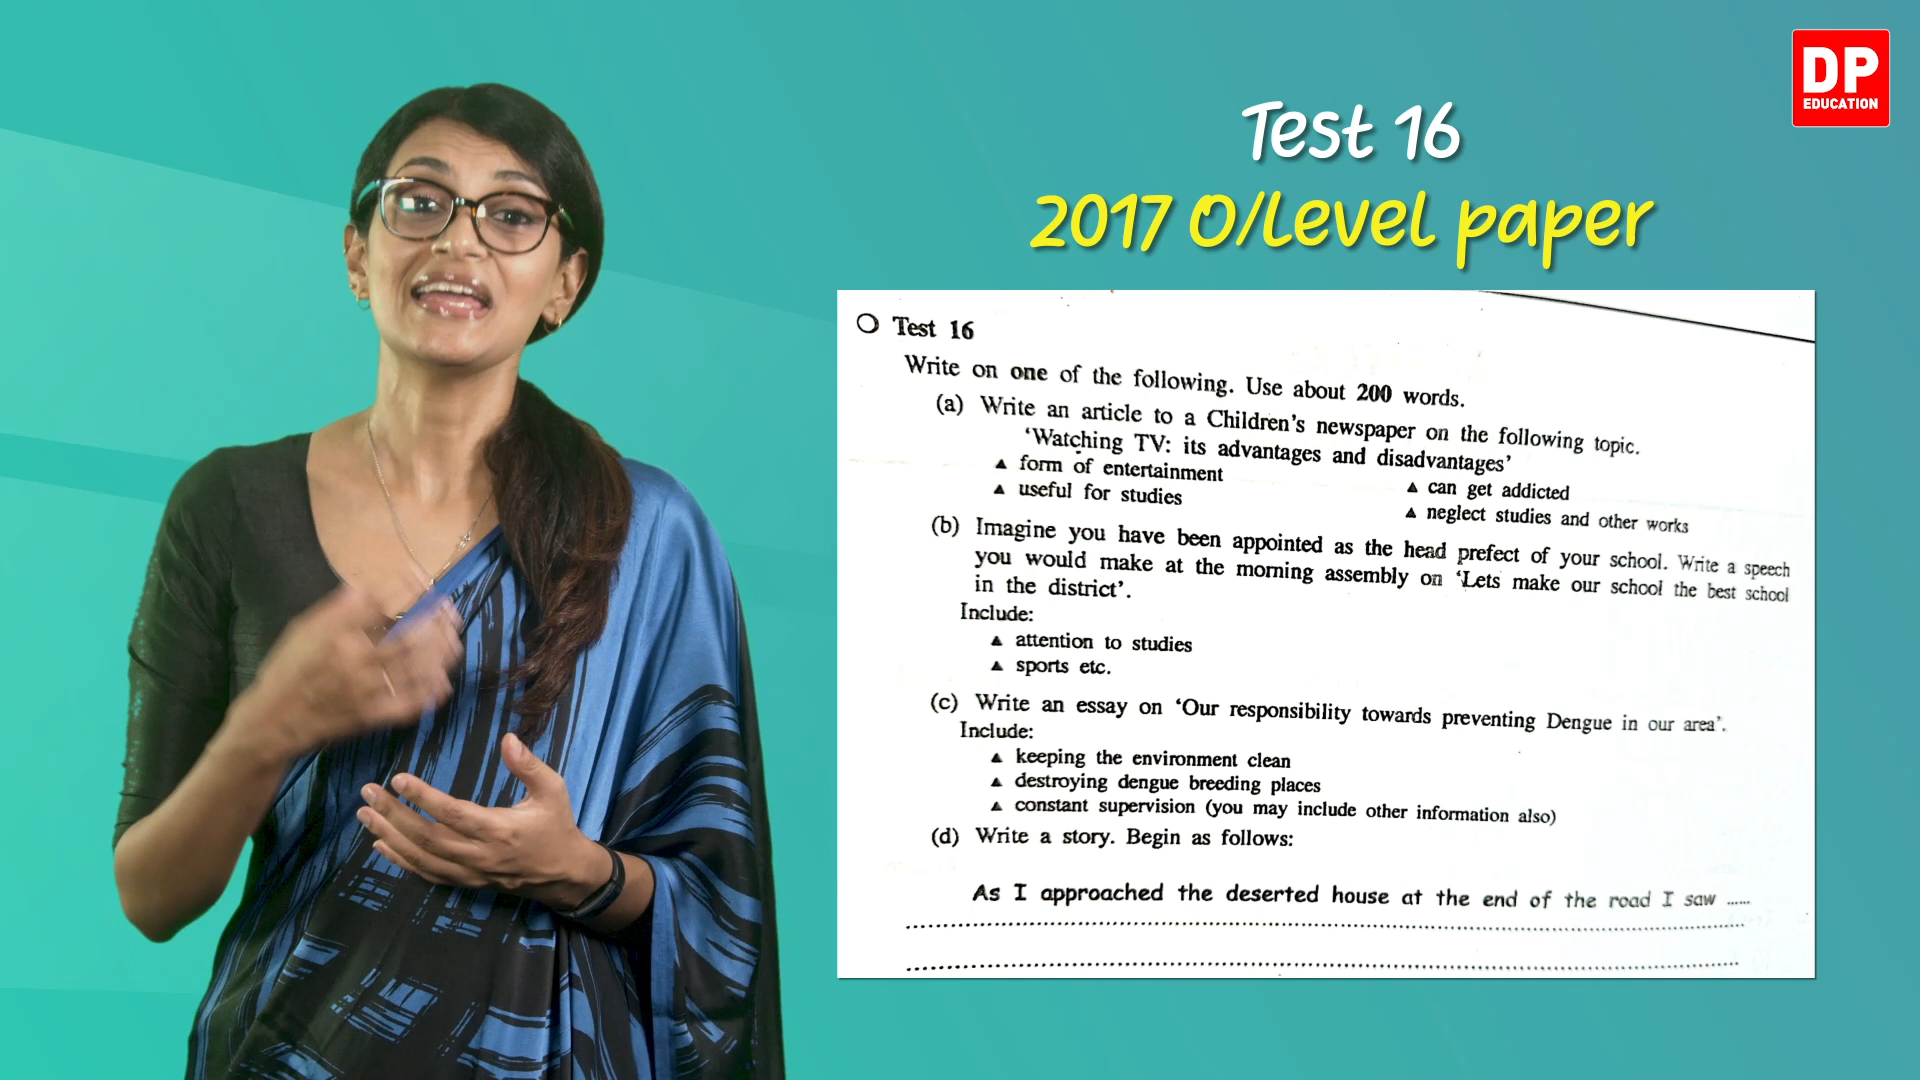 DP
EDUCATION
Test 16
2017 O/Level paper
Test 16
Write on one of the following. Use about 200 words.
(a) Write an article to a Children's newspaper on the following topic.
'Watching TV: its advantages and disadvantages'
▲ form of entertainment
▲ can get addicted
▲ useful for studies
▲ neglect studies and other works
(b) Imagine you have been appointed as the head prefect of your school. Write a speech
you would make at the morning assembly on 'Lets make our school the best school
in the district'.
Include:
▲ attention to studies
▲ sports etc.
(c) Write an essay on 'Our responsibility towards preventing Dengue in our area'.
Include:
▲ keeping the environment clean
▲ destroying dengue breeding places
▲ constant supervision (you may include other information also)
(d) Write a story. Begin as follows:
As I approached the deserted house at the end of the road I saw ......